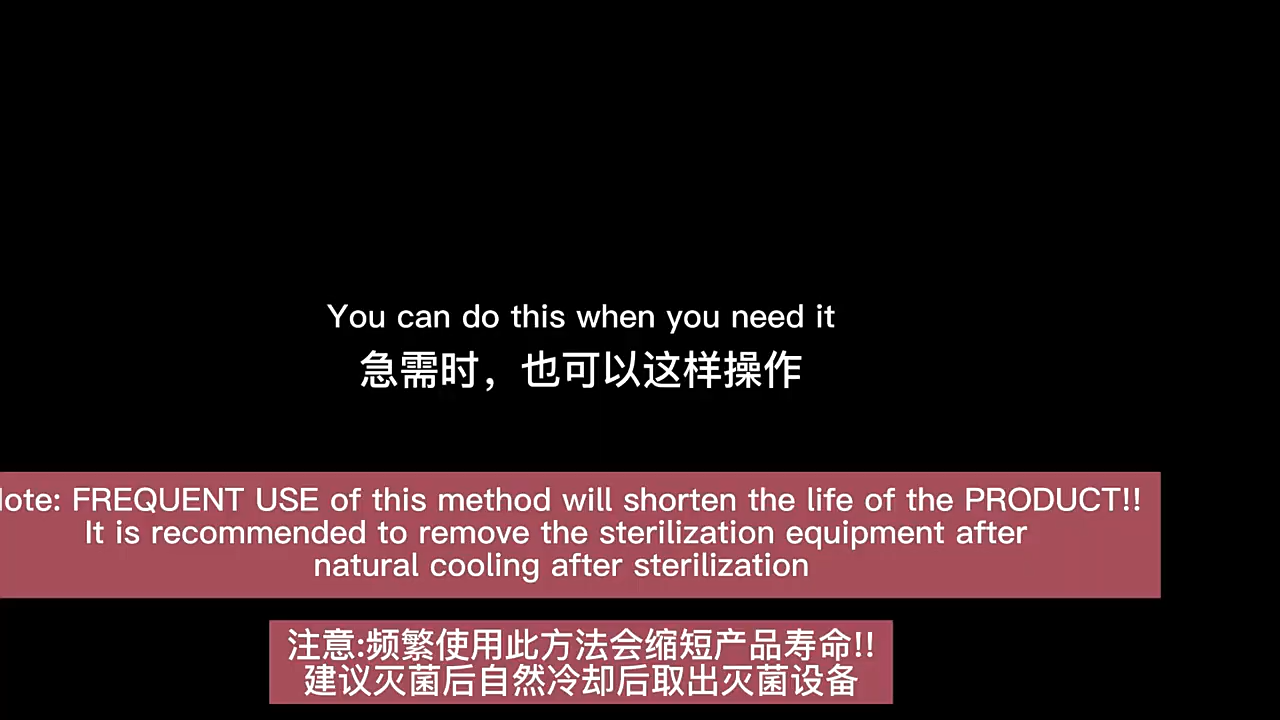 You can do this when you need it
急需时，也可以这样操作
ote: FREQUENT USE of this method will shorten the life of the PRODUCT!!
It is recommended to remove the sterilization equipment after
natural cooling after sterilization
注意:频繁使用此方法会缩短产品寿命!!
建议灭菌后自然冷却后取出灭菌设备